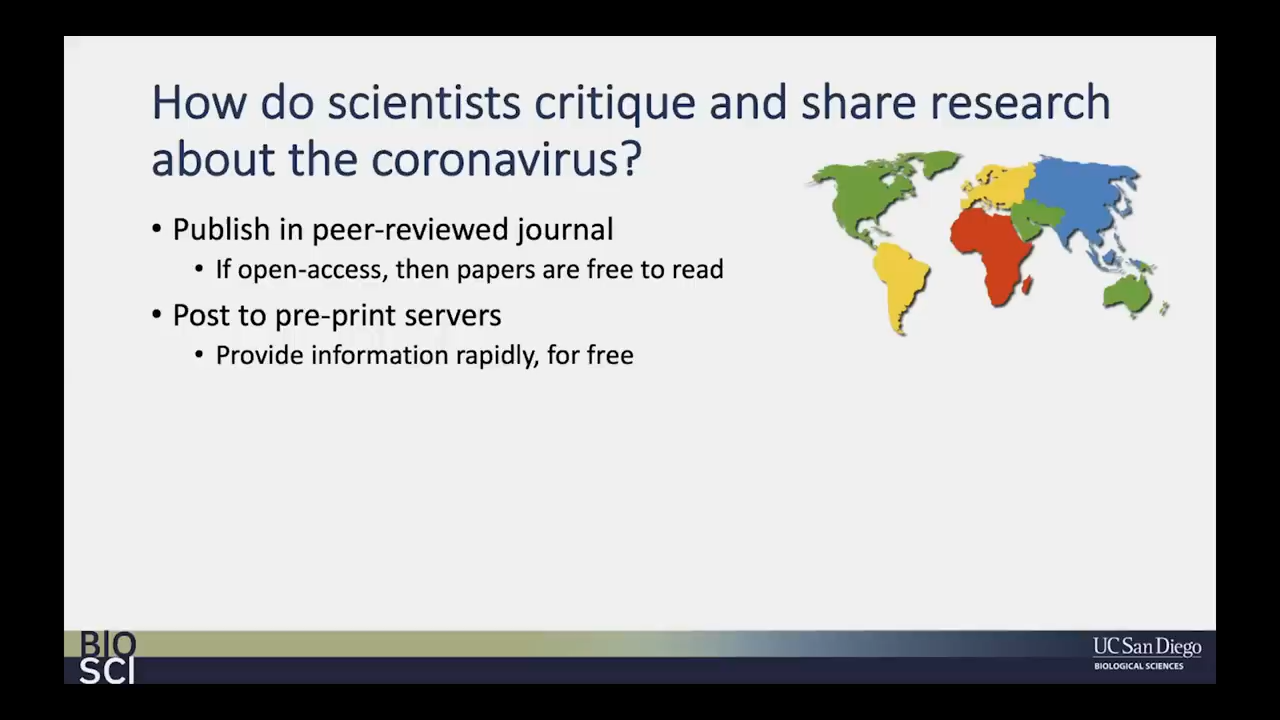 How do scientists critique and share research
about the coronavirus?
• Publish in peer-reviewed journal
• If open-access, then papers are free to read
• Post to pre-print servers
• Provide information rapidly, for free
BIO
SCI
UC San Diego
BIOLOGICAL SCIENCES